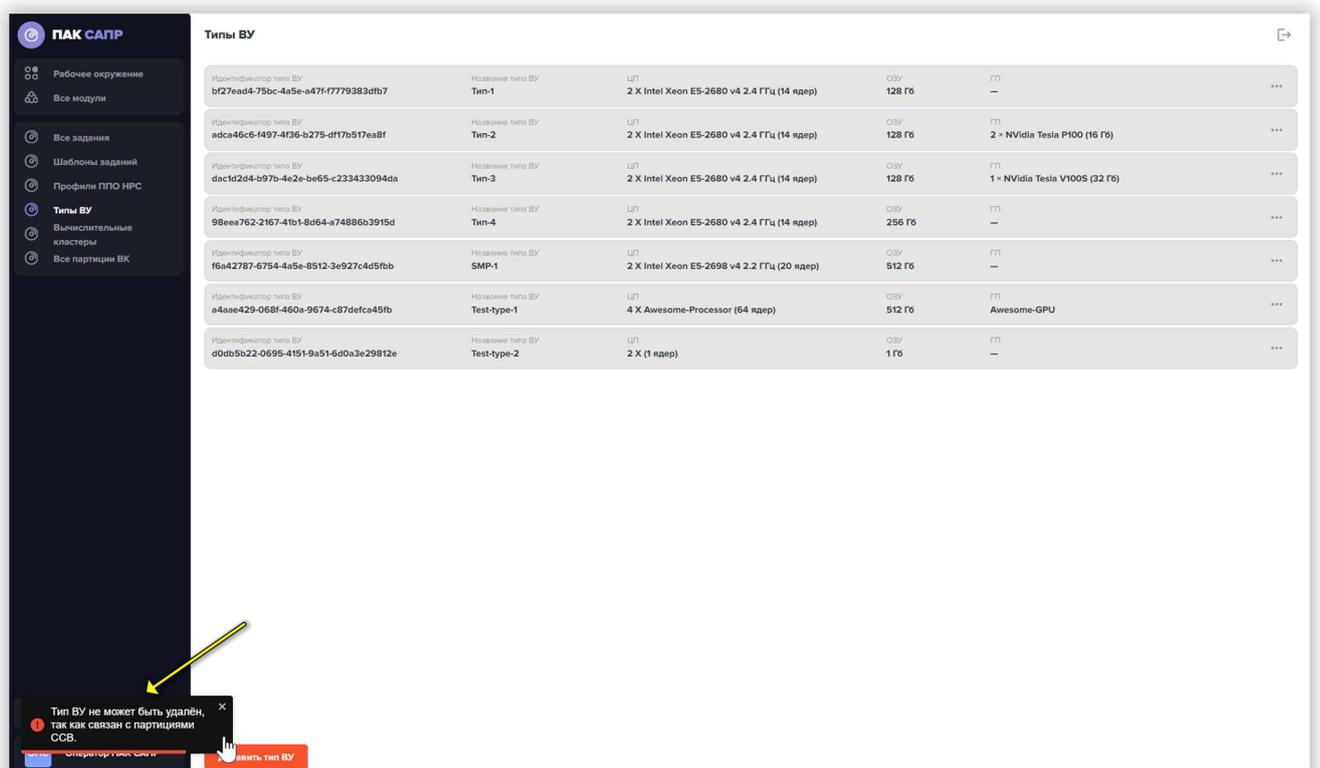 ПАК САПР
Типы ВУ
Рабочее окружение
Все модули
Все задания
Шаблоны заданий
Профили ППО НРС
Типы ВУ
Вычислительные
кластеры
Все партиции ВК
Идентификатор типа ВУ Название типа ВУ ЦП ОЗУ ГП
bf27ead4-75bc-4a5e-a47f-f7779383dfb7 Тип-1 2 X Intel Xeon E5-2680 v4 2.4 ГГц (14 ядер) 128 Гб —
Идентификатор типа ВУ Название типа ВУ ЦП ОЗУ ГП
adca46c6-f497-4f36-b275-df17b517ea8f Тип-2 2 X Intel Xeon E5-2680 v4 2.4 ГГц (14 ядер) 128 Гб 2 × NVidia Tesla P100 (16 Гб)
Идентификатор типа ВУ Название типа ВУ ЦП ОЗУ ГП
dac1d2d4-b97b-4e2e-be65-c233433094da Тип-3 2 X Intel Xeon E5-2680 v4 2.4 ГГц (14 ядер) 128 Гб 1 × NVidia Tesla V100S (32 Гб)
Идентификатор типа ВУ Название типа ВУ ЦП ОЗУ ГП
98eea762-2167-41b1-8d64-a74886b3915d Тип-4 2 X Intel Xeon E5-2680 v4 2.4 ГГц (14 ядер) 256 Гб —
Идентификатор типа ВУ Название типа ВУ ЦП ОЗУ ГП
f6a42787-6754-4a5e-8512-3e927c4d5fbb SMP-1 2 X Intel Xeon E5-2698 v4 2.2 ГГц (20 ядер) 512 Гб —
Идентификатор типа ВУ Название типа ВУ ЦП ОЗУ ГП
a4aae429-068f-460a-9674-c87defca45fb Test-type-1 4 X Awesome-Processor (64 ядер) 512 Гб Awesome-GPU
Идентификатор типа ВУ Название типа ВУ ЦП ОЗУ ГП
d0db5b22-0695-4151-9a51-6d0a3e29812e Test-type-2 2 X (1 ядер) 1 Гб —
Тип ВУ не может быть удалён,
так как связан с партициями
ССВ.
Оператор ПАК САПР
тип ВУ